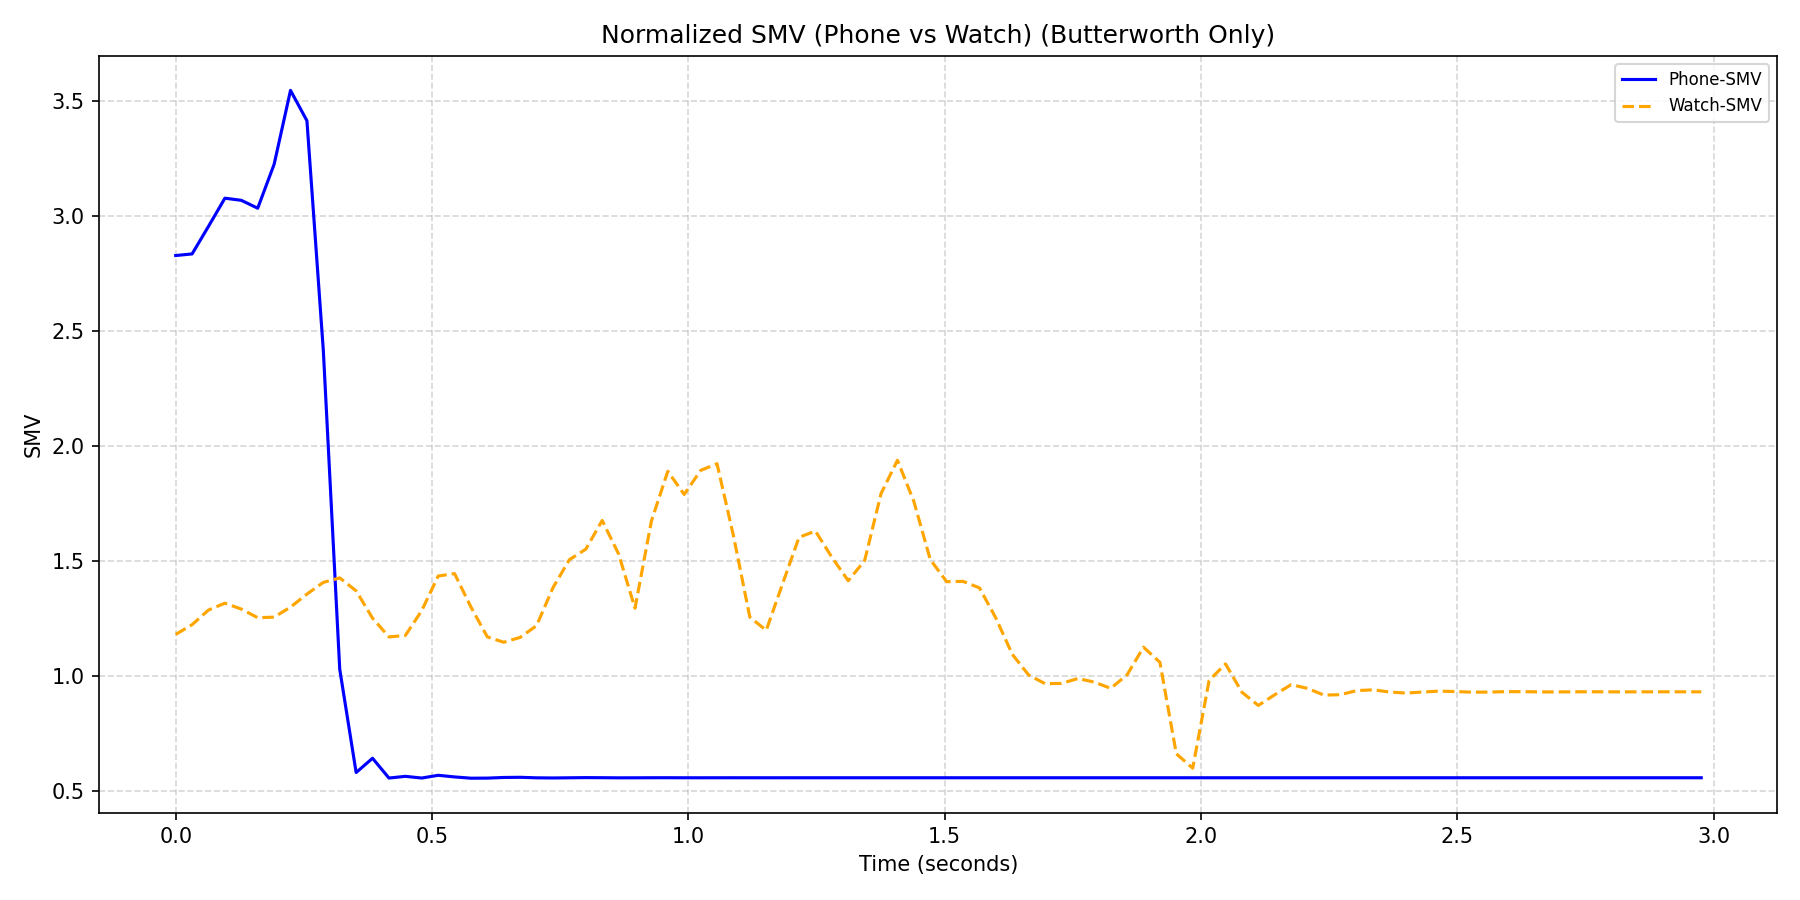 Normalized SMV (Phone vs Watch) (Butterworth Only)
Phone-SMV
Watch-SMV
3.5
3.0
2.5
2.0
1.5
1.0
0.5
SMV
0.0 0.5 1.0 1.5 2.0 2.5 3.0
Time (seconds)